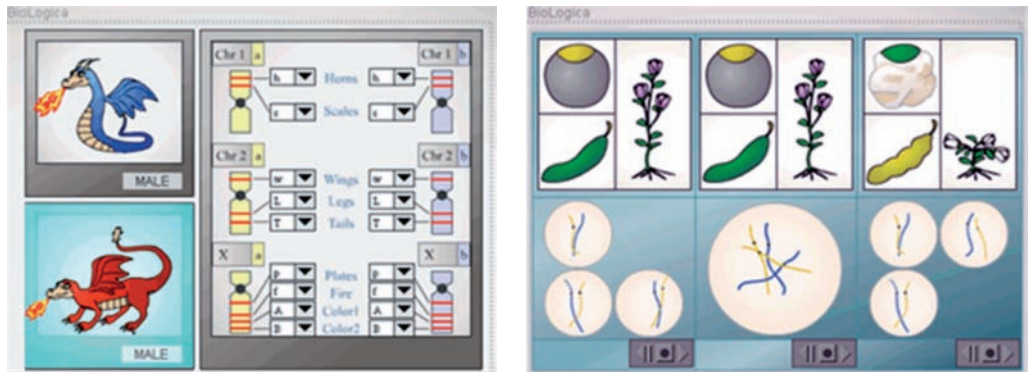 BioLogica
MALE
MALE
Chr 1 a
Chr 1 b
h Horns h
s Scales s
Chr 2 a
Chr 2 b
w Wings w
L Legs L
T Tails T
X a
X b
p Plates p
f Fire f
A Color1 A
B Color2 B
BioLogica